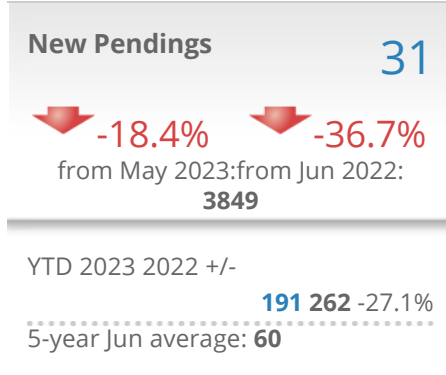 New Pendings
31
-18.4% -36.7%
from May 2023:from Jun 2022:
3849
YTD 2023 2022 +/-
191 262 -27.1%
5-year Jun average: 60